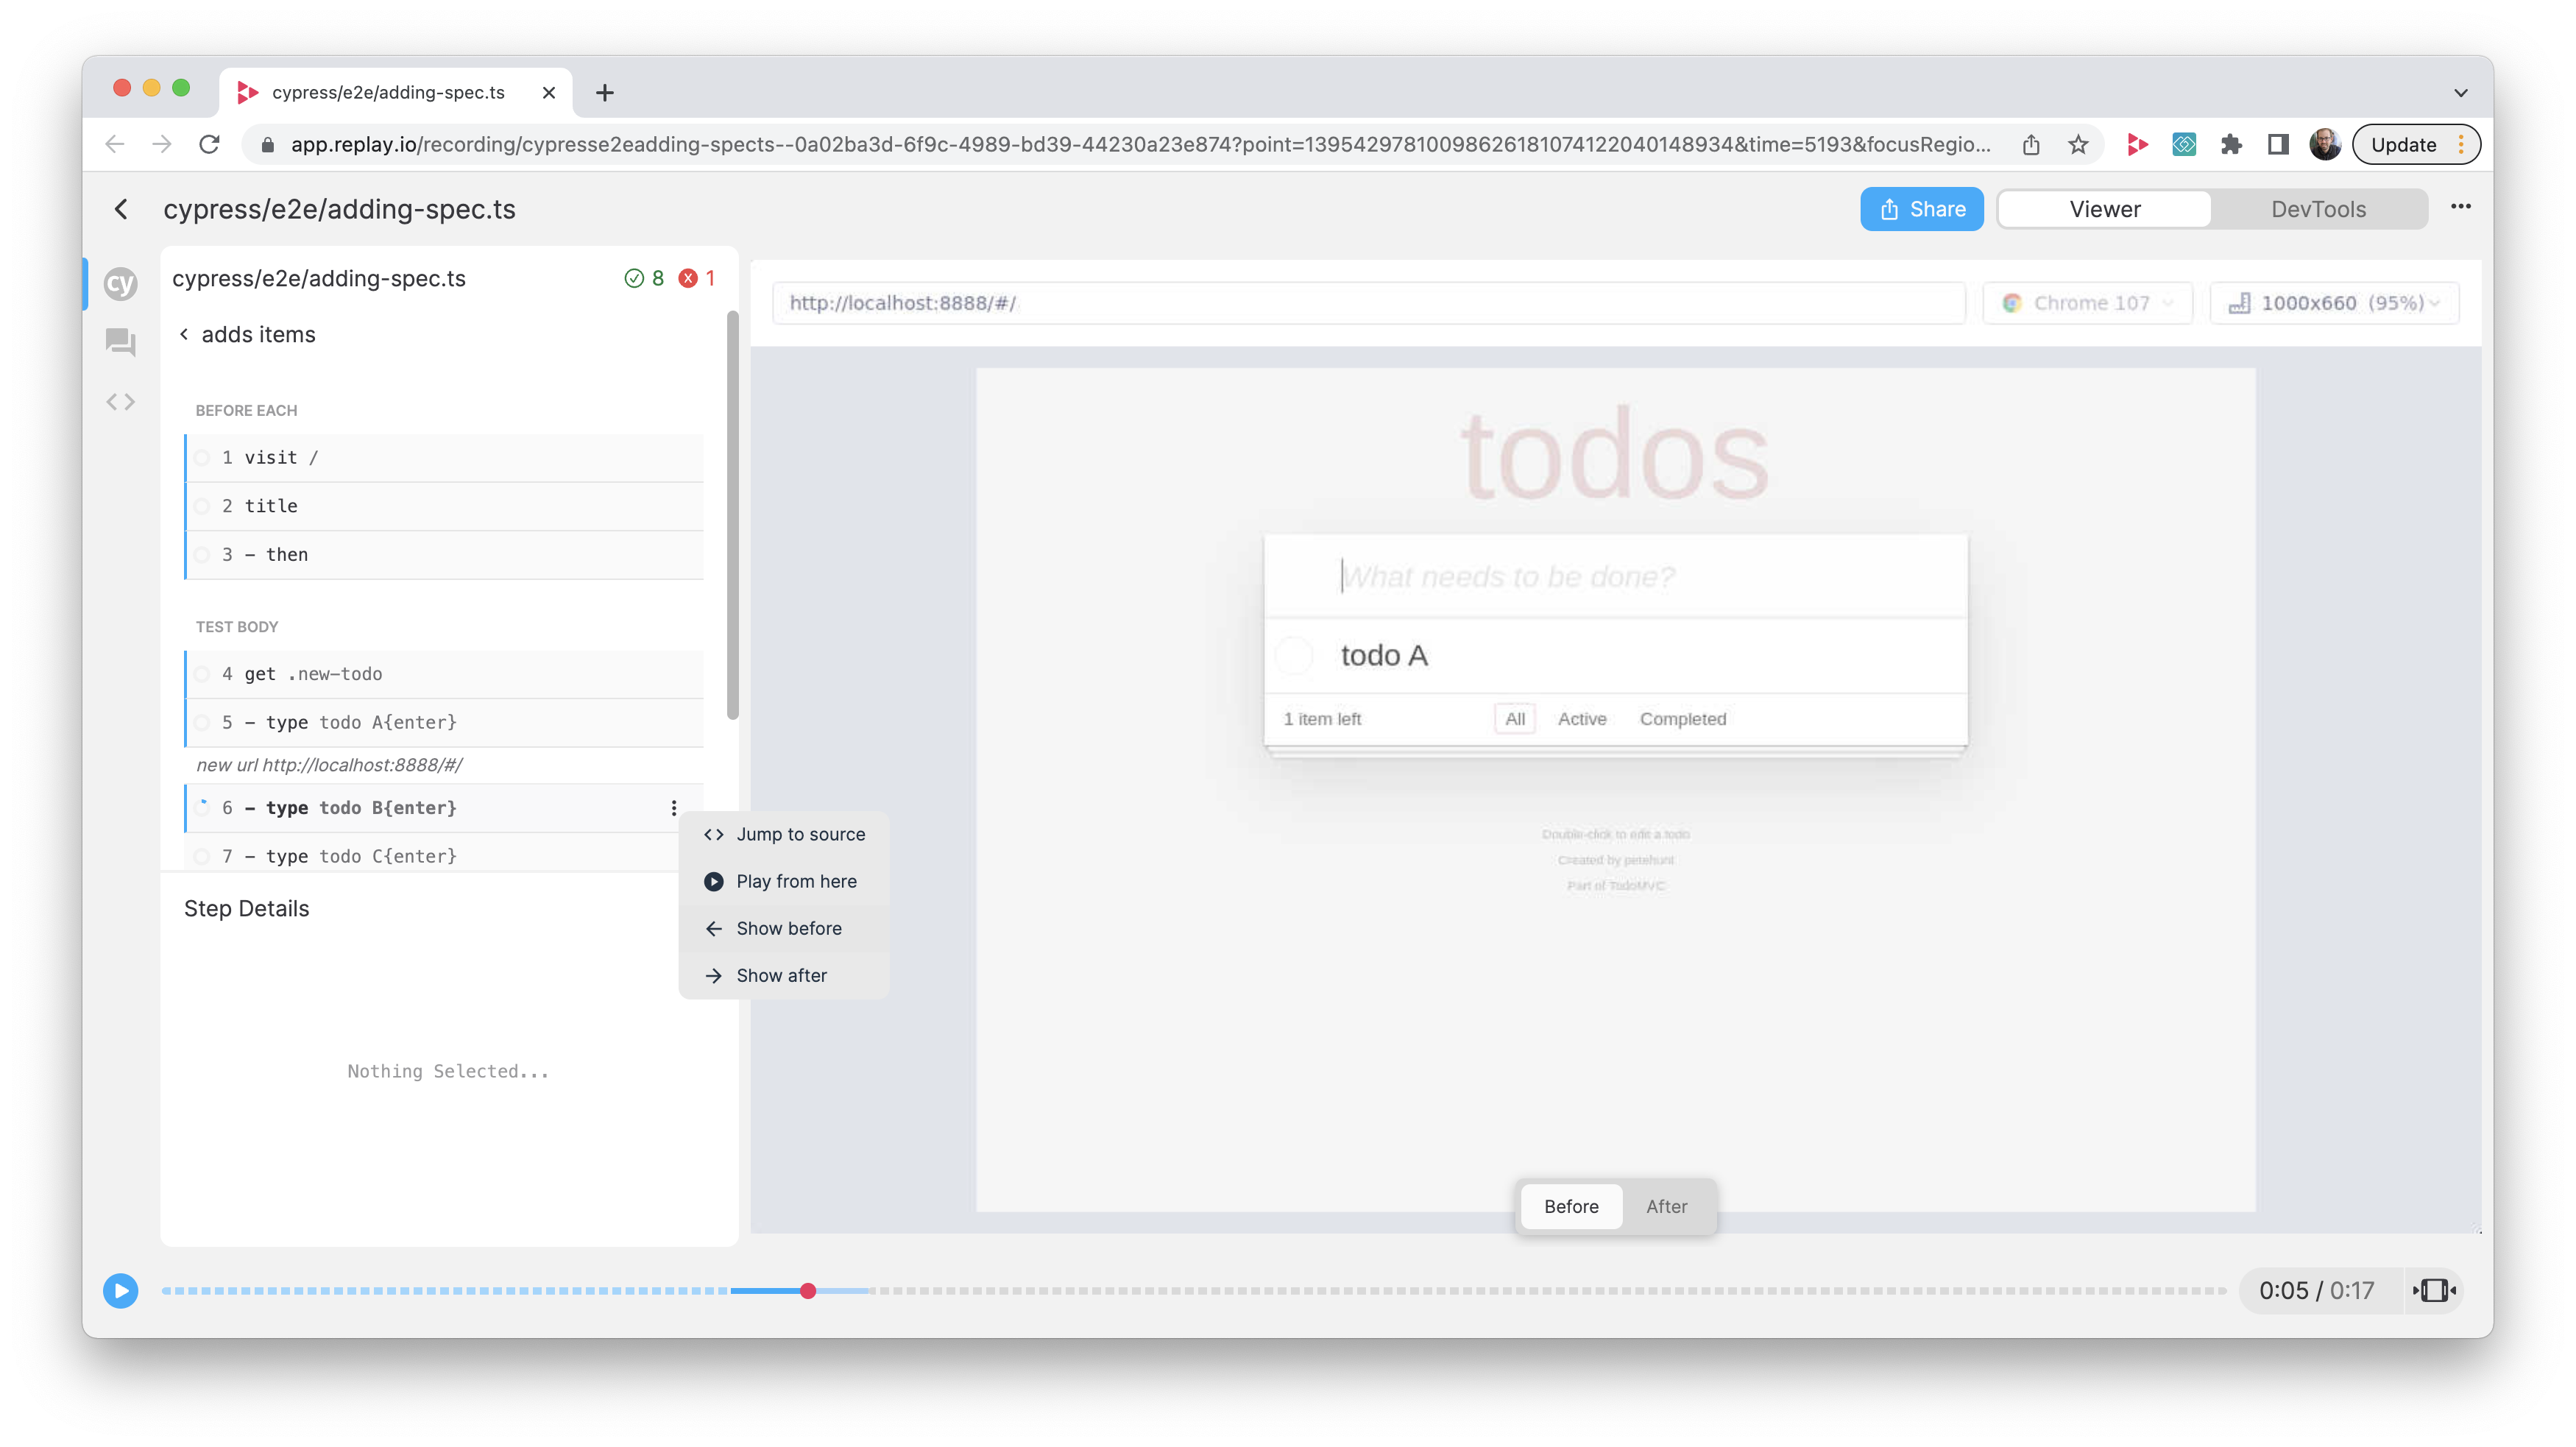 cypress/e2e/adding-spec.ts
app.replay.io/recording/cypresse2eadding-spects--0a02ba3d-6f9c-4989-bd39-44230a23e874?point=13954297810098626181074122040148934&time=5193&focusRegio...
Update
cypress/e2e/adding-spec.ts
Share
Viewer
DevTools
cy
cypress/e2e/adding-spec.ts
8
1
adds items
BEFORE EACH
1 visit /
2 title
3 - then
TEST BODY
4 get .new-todo
5 - type todo A{enter}
new url http://localhost:8888/#/
6 - type todo B{enter}
7 - type todo C{enter}
Jump to source
Play from here
Show before
Show after
Step Details
Nothing Selected...
http://localhost:8888/#/
Chrome 107
1000x660 (95%)
todos
What needs to be done?
todo A
1 item left
All
Active
Completed
Double-click to edit a todo
Created by petehunt
Part of TodoMVC
Before
After
0:05 / 0:17